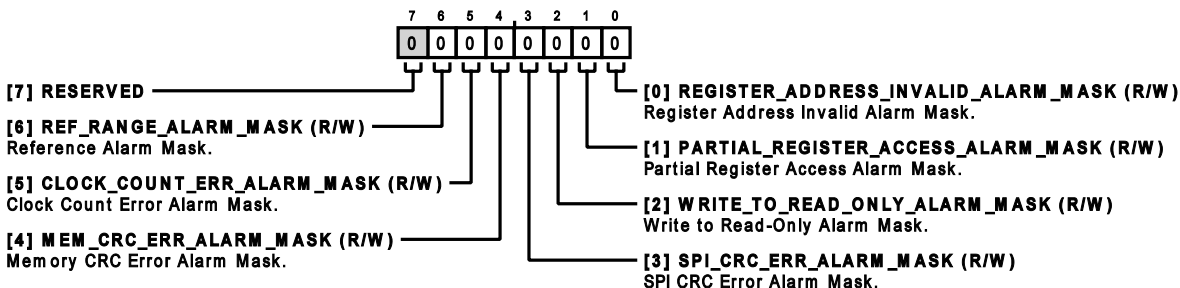 7 6 5 4 3 2 1 0
0 0 0 0 0 0 0 0
[7] RESERVED
[6] REF_RANGE_ALARM_MASK (R/W)
Reference Alarm Mask.
[5] CLOCK_COUNT_ERR_ALARM_MASK (R/W)
Clock Count Error Alarm Mask.
[4] MEM_CRC_ERR_ALARM_MASK (R/W)
Memory CRC Error Alarm Mask.
[0] REGISTER_ADDRESS_INVALID_ALARM_MASK (R/W)
Register Address Invalid Alarm Mask.
[1] PARTIAL_REGISTER_ACCESS_ALARM_MASK (R/W)
Partial Register Access Alarm Mask.
[2] WRITE_TO_READ_ONLY_ALARM_MASK (R/W)
Write to Read-Only Alarm Mask.
[3] SPI_CRC_ERR_ALARM_MASK (R/W)
SPI CRC Error Alarm Mask.